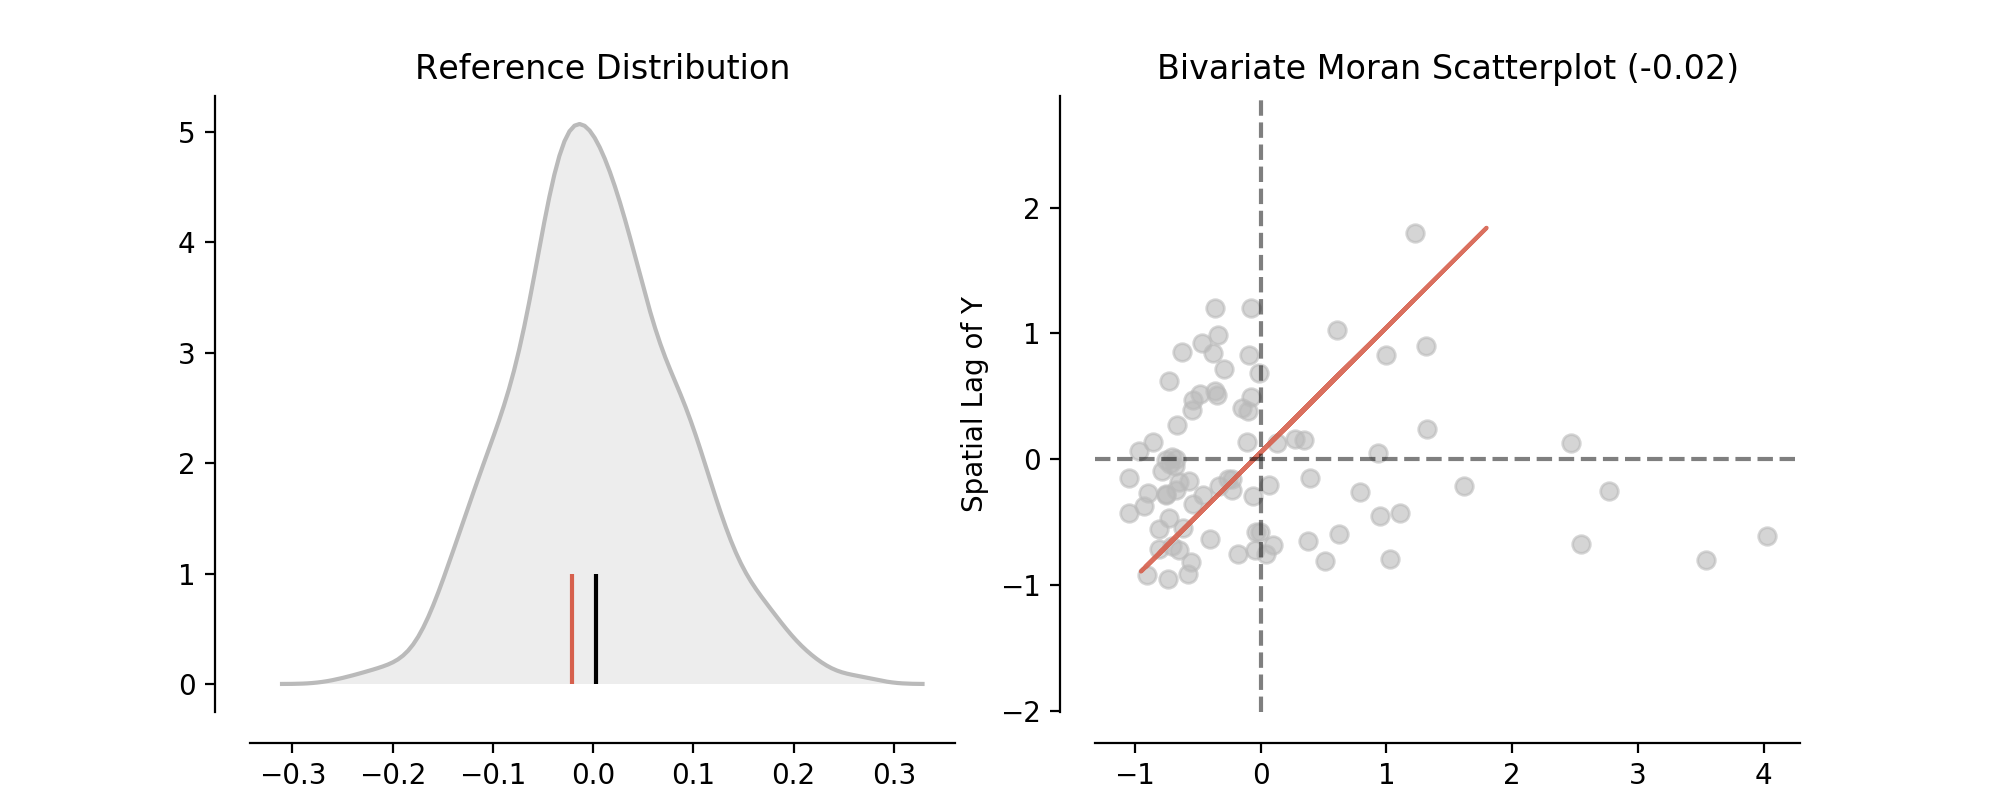 Reference Distribution
5
4
3
2
1
0
−0.3 −0.2 −0.1 0.0 0.1 0.2 0.3
Bivariate Moran Scatterplot (-0.02)
Spatial Lag of Y
2
1
0
−1
−2
−1 0 1 2 3 4